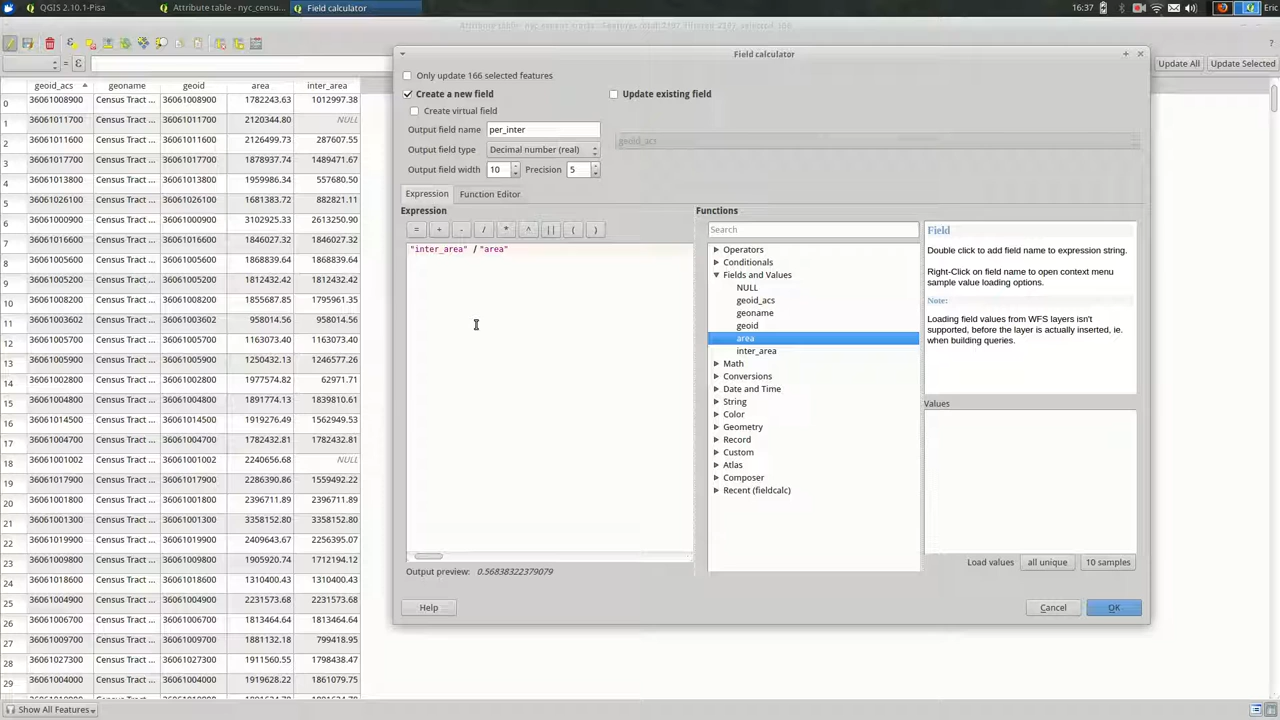 QGIS 2.10.1-Pisa
Attribute table - nyc_censu...
Field calculator
16:37
Eric
Field calculator
?
=
ε
Update All
Update Selected
geoid_acs geoname geoid area inter_area
0 36061008900 Census Tract ... 36061008900 1782243.63 1012997.38
1 36061011700 Census Tract ... 36061011700 2120344.80 NULL
2 36061011600 Census Tract ... 36061011600 2126499.73 287607.55
3 36061017700 Census Tract ... 36061017700 1878937.74 1489471.67
4 36061013800 Census Tract ... 36061013800 1959986.34 557680.50
5 36061026100 Census Tract ... 36061026100 1681383.72 882821.11
6 36061000900 Census Tract ... 36061000900 3102925.33 2613250.90
7 36061016600 Census Tract ... 36061016600 1846027.32 1846027.32
8 36061005600 Census Tract ... 36061005600 1868839.64 1868839.64
9 36061005200 Census Tract ... 36061005200 1812432.42 1812432.42
10 36061008200 Census Tract ... 36061008200 1855687.85 1795961.35
11 36061003602 Census Tract ... 36061003602 958014.56 958014.56
12 36061005700 Census Tract ... 36061005700 1163073.40 1163073.40
13 36061005900 Census Tract ... 36061005900 1250432.13 1246577.26
14 36061002800 Census Tract ... 36061002800 1977574.82 62971.71
15 36061004800 Census Tract ... 36061004800 1891774.13 1839810.61
16 36061014500 Census Tract ... 36061014500 1919276.49 1562949.53
17 36061004700 Census Tract ... 36061004700 1782432.81 1782432.81
18 36061001002 Census Tract ... 36061001002 2240656.68 NULL
19 36061017900 Census Tract ... 36061017900 2286390.86 1559492.22
20 36061001800 Census Tract ... 36061001800 2396711.89 2396711.89
21 36061001300 Census Tract ... 36061001300 3358152.80 3358152.80
22 36061019900 Census Tract ... 36061019900 2409643.67 2256395.07
23 36061009800 Census Tract ... 36061009800 1905920.74 1712194.12
24 36061018600 Census Tract ... 36061018600 1310400.43 1310400.43
25 36061004900 Census Tract ... 36061004900 2231573.68 2231573.68
26 36061006700 Census Tract ... 36061006700 1813464.64 1813464.64
27 36061009700 Census Tract ... 36061009700 1881132.18 799418.95
28 36061027300 Census Tract ... 36061027300 1911560.55 1798438.47
29 36061004000 Census Tract ... 36061004000 1919628.22 1861079.75
Show All Features
Only update 166 selected features
Create a new field
Update existing field
Create virtual field
Output field name per_inter
geoid_acs
Output field type Decimal number (real)
Output field width 10 Precision 5
Expression
Function Editor
Expression
= + - / * ^ || ( )
"inter_area" / "area"
Output preview: 0.56838322379079
Functions
Search
Operators
Conditionals
Fields and Values
NULL
geoid_acs
geoname
geoid
area
inter_area
Math
Conversions
Date and Time
String
Color
Geometry
Record
Custom
Atlas
Composer
Recent (fieldcalc)
Field
Double click to add field name to expression string.
Right-Click on field name to open context menu
sample value loading options.
Note:
Loading field values from WFS layers isn't
supported, before the layer is actually inserted, ie.
when building queries.
Values
Load values
all unique
10 samples
Help
Cancel
OK